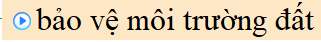 bảo vệ môi trường đất